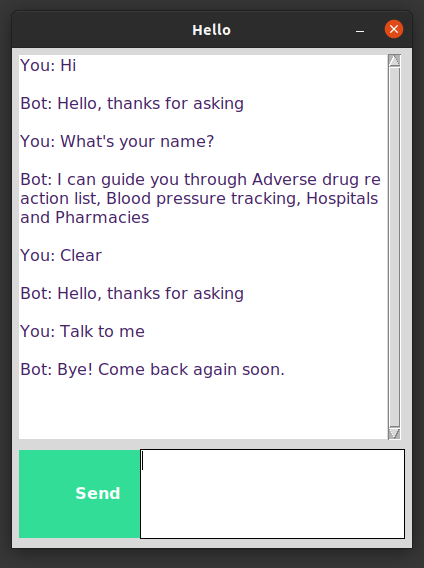 Hello
You: Hi
Bot: Hello, thanks for asking
You: What's your name?
Bot: I can guide you through Adverse drug re
action list, Blood pressure tracking, Hospitals
and Pharmacies
You: Clear
Bot: Hello, thanks for asking
You: Talk to me
Bot: Bye! Come back again soon.
Send